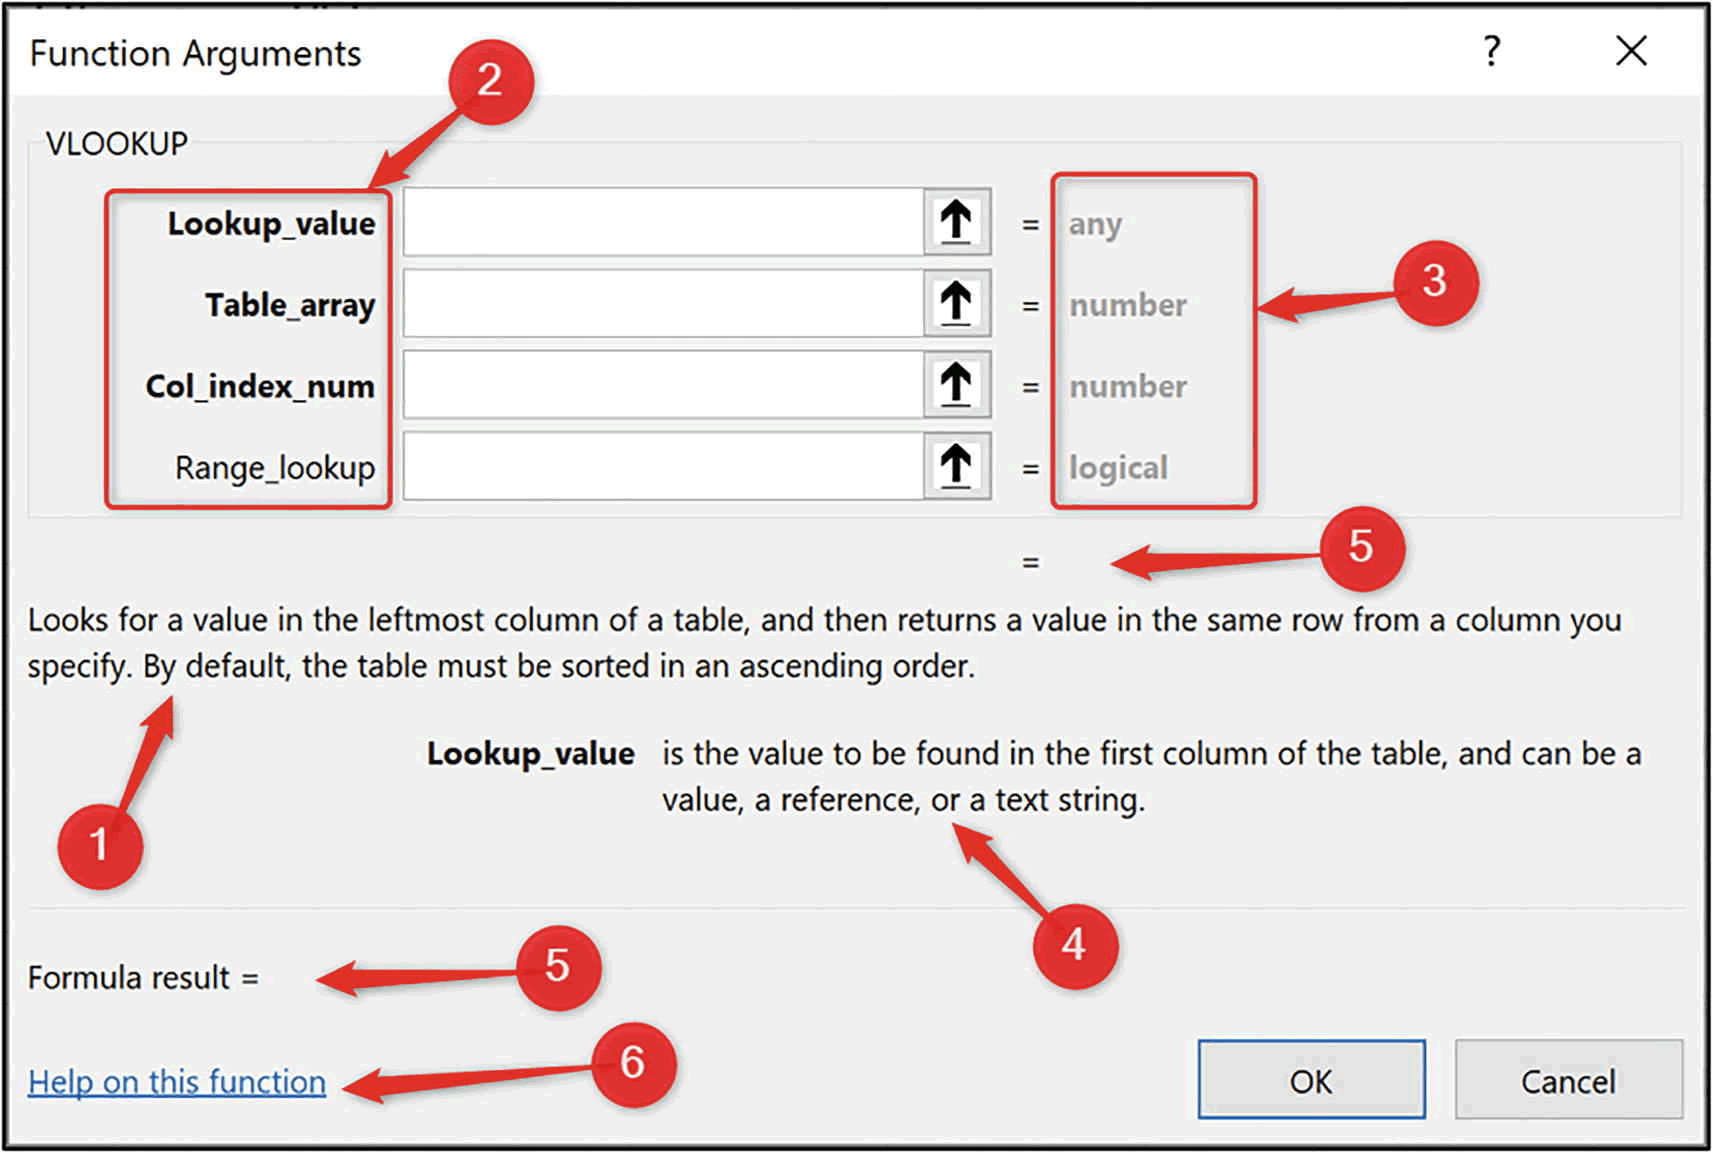 Function Arguments ? ×
2
VLOOKUP
Lookup_value = any
Table_array = number
3
Col_index_num = number
Range_lookup = logical
= 5
Looks for a value in the leftmost column of a table, and then returns a value in the same row from a column you
specify. By default, the table must be sorted in an ascending order.
Lookup_value is the value to be found in the first column of the table, and can be a
value, a reference, or a text string.
1
4
Formula result = 5
Help on this function 6
OK Cancel